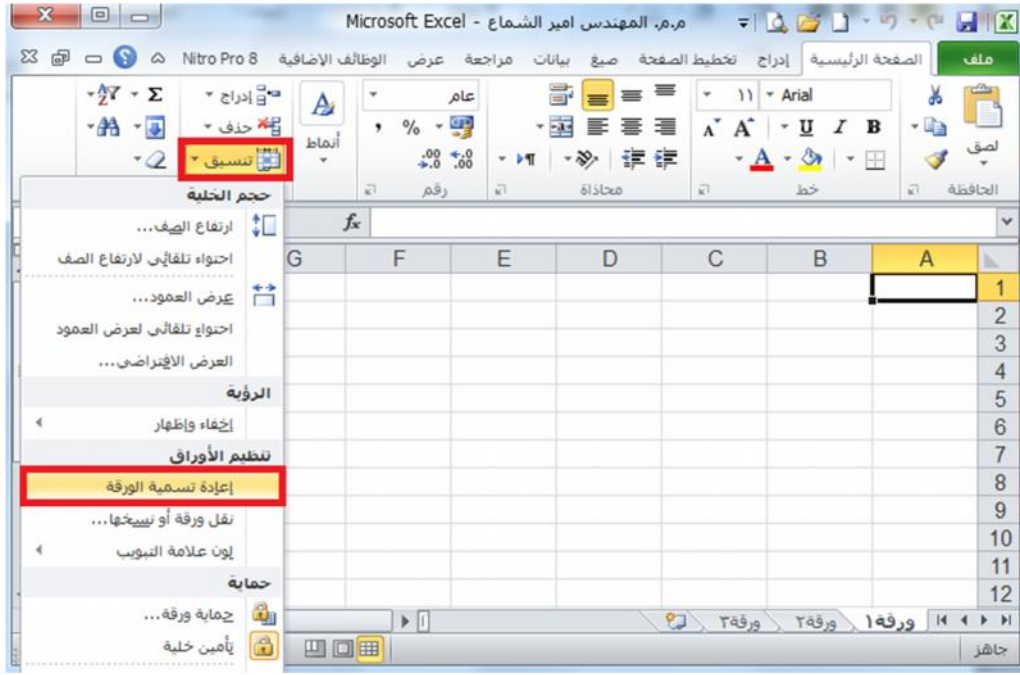 م.م. المهندس امير الشماع - Microsoft Excel
ملف الصفحة الرئيسية إدراج تخطيط الصفحة صيغ بيانات مراجعة عرض الوظائف الإضافية Nitro Pro 8
لصق
Arial ١١
B I U
عام
%
أنماط
إدراج
حذف
تنسيق
الحافظة خط محاذاة رقم
حجم الخلية
ارتفاع الصف...
احتواء تلقائي لارتفاع الصف
عرض العمود...
احتواء تلقائي لعرض العمود
العرض الافتراضي...
الرؤية
إخفاء وإظهار
تنظيم الأوراق
إعادة تسمية الورقة
نقل ورقة أو نسخها...
لون علامة التبويب
حماية
حماية ورقة...
تأمين خلية
fx
A B C D E F G
1
2
3
4
5
6
7
8
9
10
11
12
ورقة١ ورقة٢ ورقة٣
جاهز